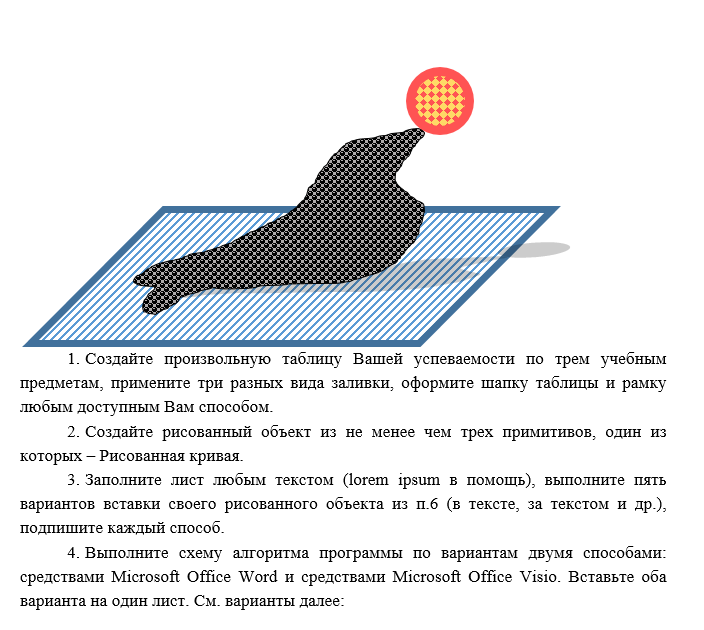 1. Создайте произвольную таблицу Вашей успеваемости по трем учебным
предметам, примените три разных вида заливки, оформите шапку таблицы и рамку
любым доступным Вам способом.
2. Создайте рисованный объект из не менее чем трех примитивов, один из
которых – Рисованная кривая.
3. Заполните лист любым текстом (lorem ipsum в помощь), выполните пять
вариантов вставки своего рисованного объекта из п.6 (в тексте, за текстом и др.),
подпишите каждый способ.
4. Выполните схему алгоритма программы по вариантам двумя способами:
средствами Microsoft Office Word и средствами Microsoft Office Visio. Вставьте оба
варианта на один лист. См. варианты далее: